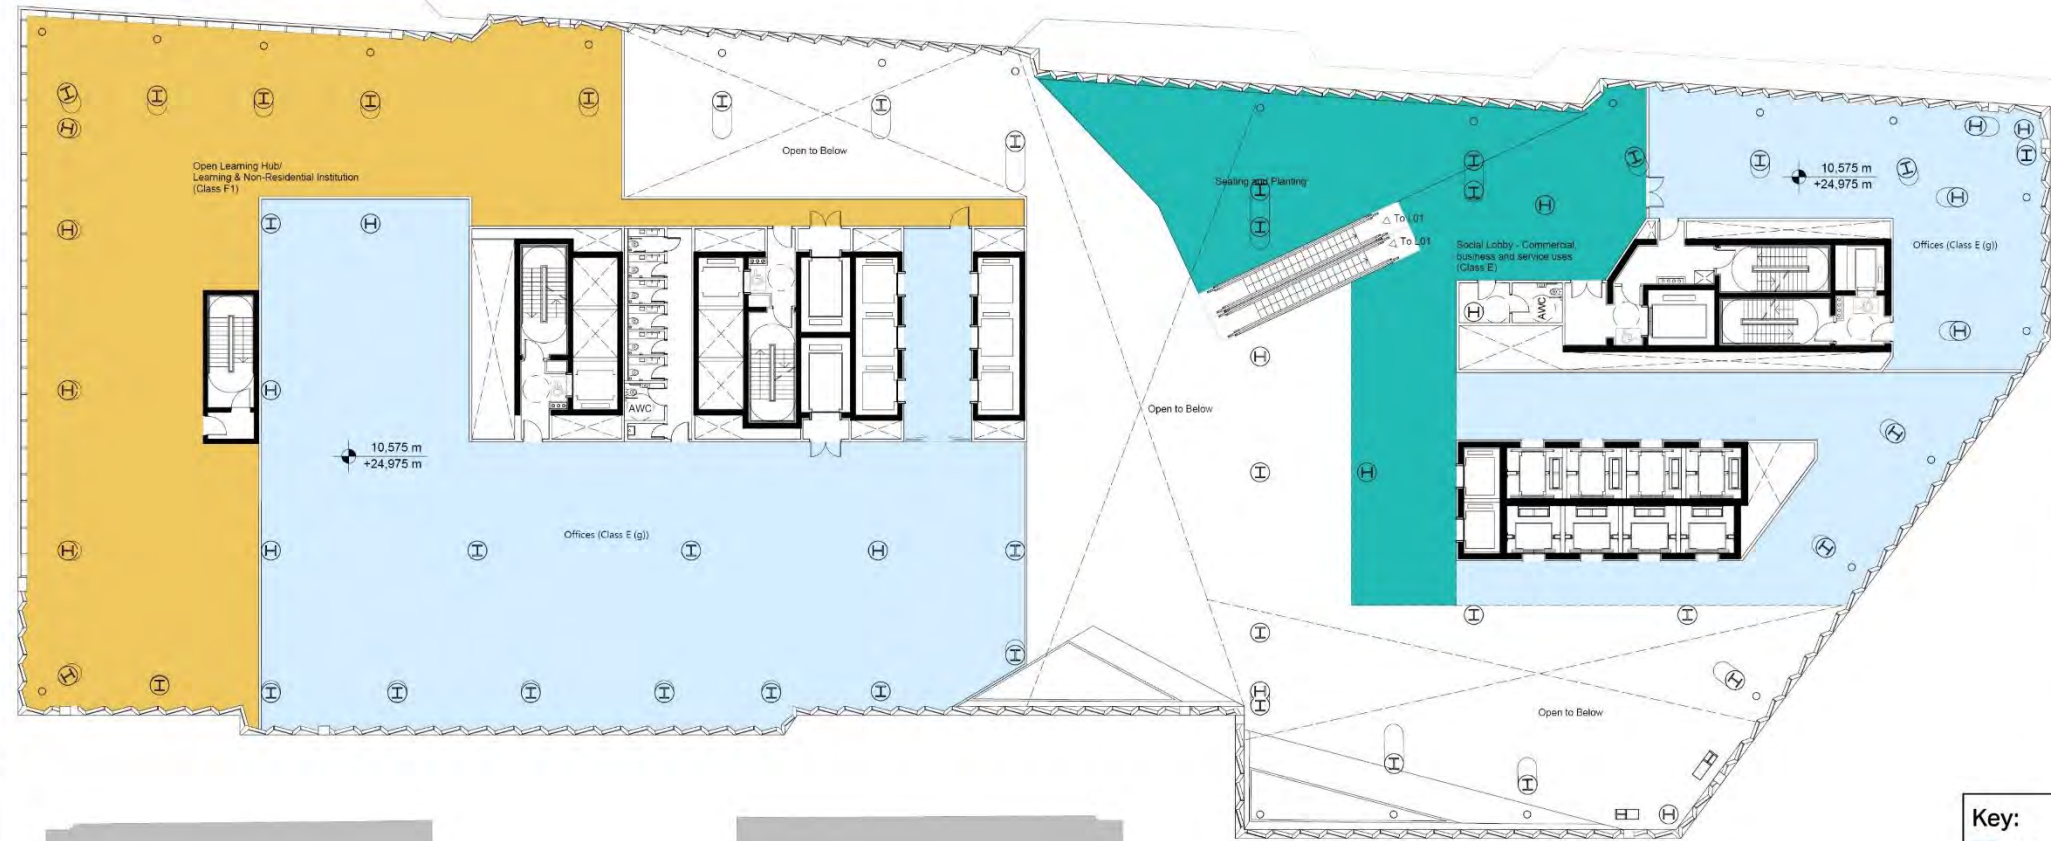 Open to Below
Open Learning Hub/
Learning & Non-Residential Institution
(Class F1)
Seating and Planting
10,575 m
+24,975 m
To L01
To L01
Social Lobby - Commercial,
business and service uses
(Class E)
Offices (Class E (g))
AWC
AWC
Open to Below
10,575 m
+24,975 m
Offices (Class E (g))
Open to Below
Key: